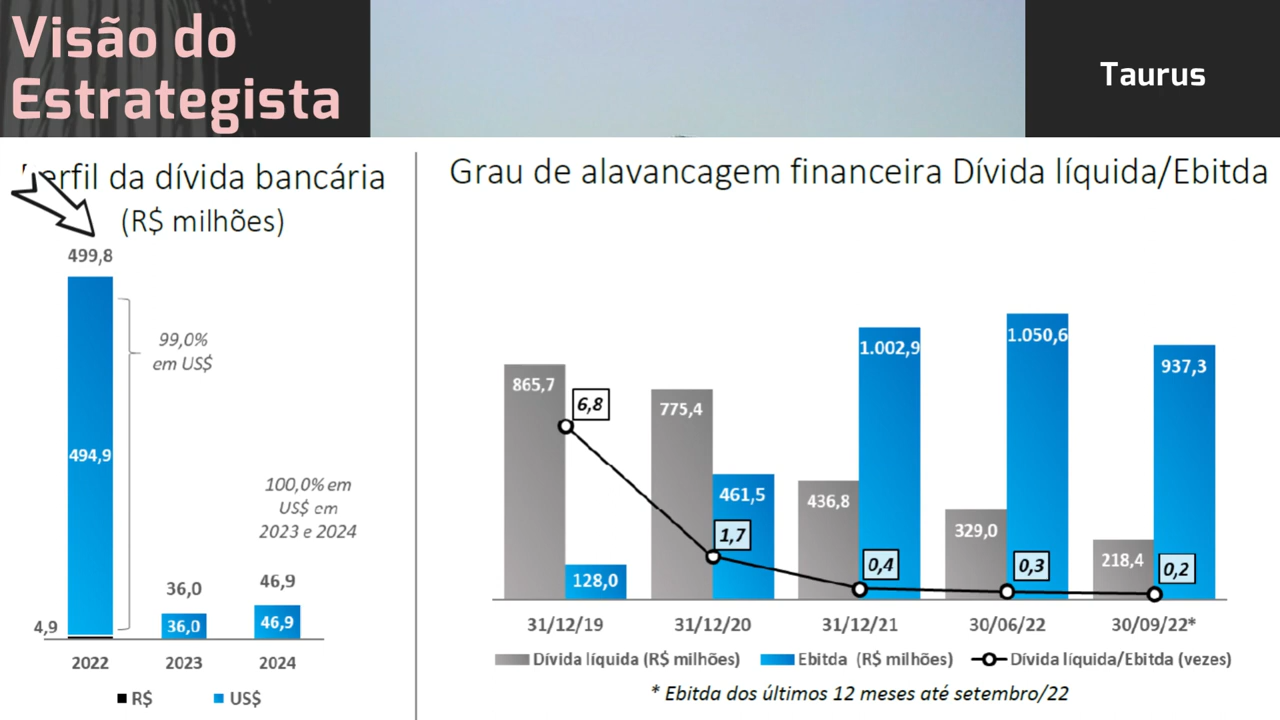 Visão do
Estrategista
Taurus
Perfil da dívida bancária
(R$ milhões)
499,8
99,0%
em US$
494,9
100,0% em
US$ em
2023 e 2024
4,9
36,0
36,0
46,9
46,9
2022 2023 2024
R$ US$
Grau de alavancagem financeira Dívida líquida/Ebitda
865,7
6,8
128,0
775,4
461,5
1,7
436,8
1.002,9
0,4
329,0
1.050,6
0,3
218,4
937,3
0,2
31/12/19 31/12/20 31/12/21 30/06/22 30/09/22*
Dívida líquida (R$ milhões) Ebitda (R$ milhões) Dívida líquida/Ebitda (vezes)
* Ebitda dos últimos 12 meses até setembro/22